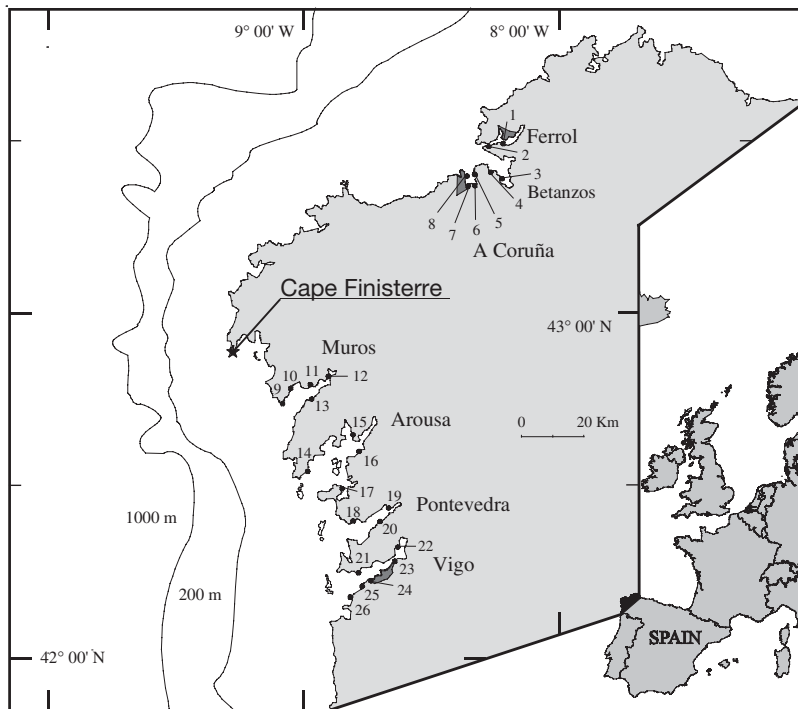 9° 00' W
8° 00' W
1
Ferrol
2
3
Betanzos
4
5
6
7
8
A Coruña
Cape Finisterre
43° 00' N
Muros
9
10
11
12
13
0 20 Km
Arousa
14
15
16
17
Pontevedra
18
19
20
1000 m
Vigo
21
22
23
24
25
26
200 m
SPAIN
42° 00' N